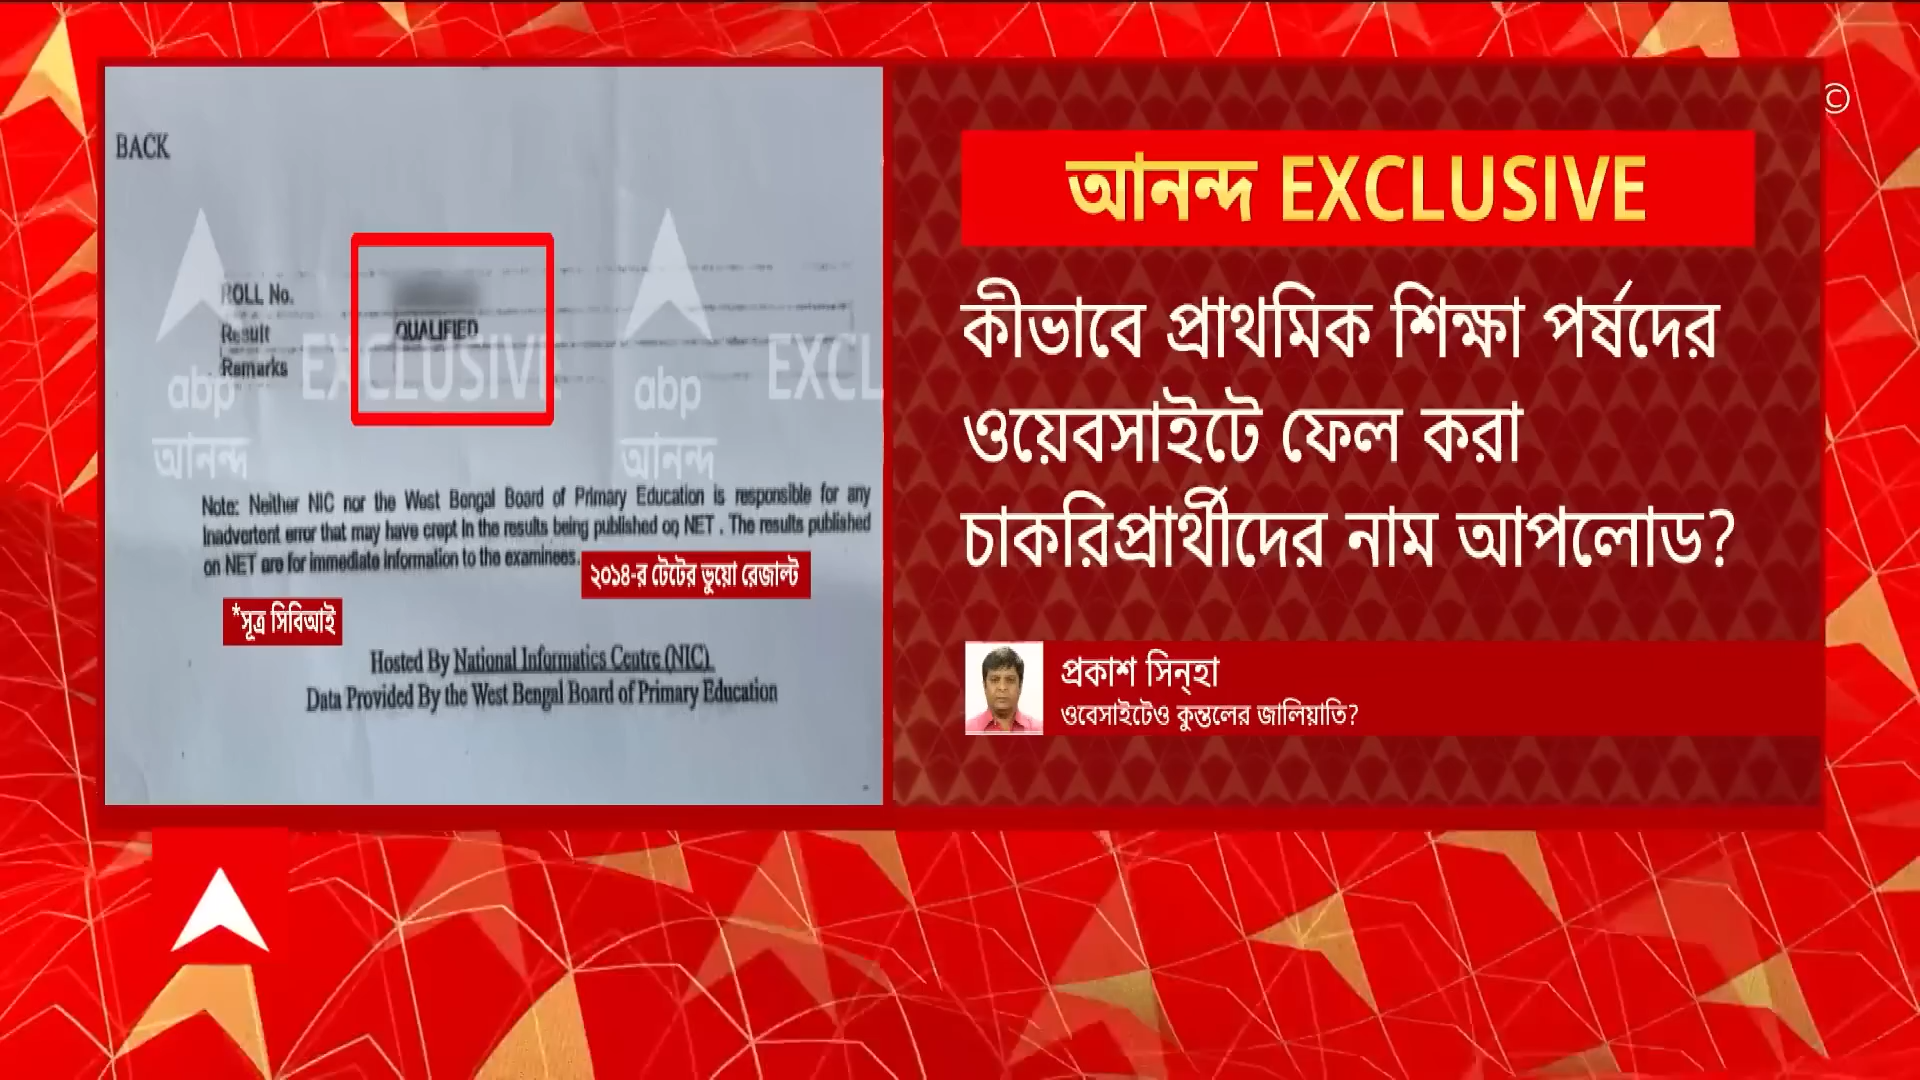 ©
BACK
ROLL No.
Result QUALIFIED
Remarks
abp
আনন্দ
EXCLUSIVE
abp
আনন্দ
EXCL
Note: Neither NIC nor the West Bengal Board of Primary Education is responsible for any
Inadvertent error that may have crept in the results being published on NET . The results published
on NET are for immediate information to the examinees.
২০১৪-র টেটের ভুয়ো রেজাল্ট
*সূত্র সিবিআই
Hosted By National Informatics Centre (NIC)
Data Provided By the West Bengal Board of Primary Education
আনন্দ EXCLUSIVE
কীভাবে প্রাথমিক শিক্ষা পর্ষদের
ওয়েবসাইটে ফেল করা
চাকরিপ্রার্থীদের নাম আপলোড?
প্রকাশ সিন্‌হা
ওবেসাইটেও কুন্তলের জালিয়াতি?